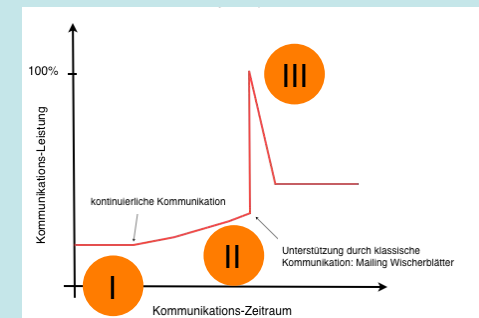 100%
III
Kommunikations-Leistung
kontinuierliche Kommunikation
II
Unterstützung durch klassische
Kommunikation: Mailing Wischerblätter
I
Kommunikations-Zeitraum